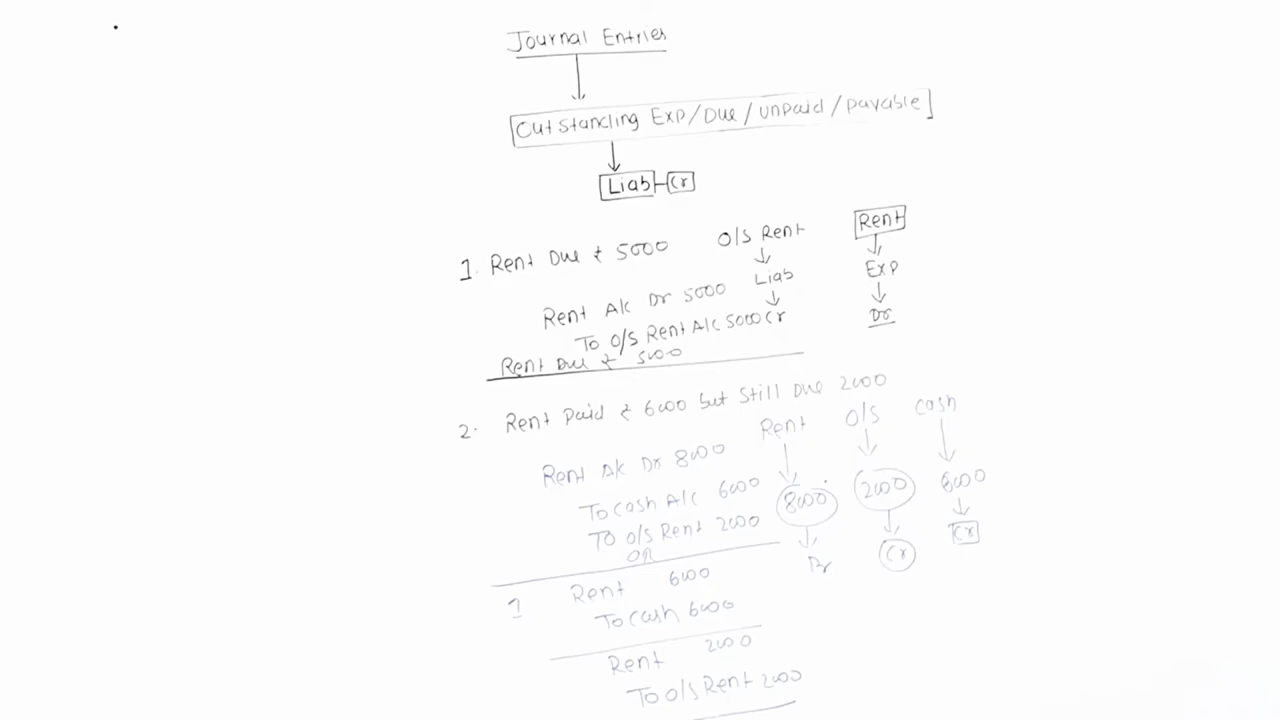 Journal Entries
Outstanding Exp/Due/unpaid/payable]
Liab Cr
1. Rent Due ₹ 5000
O/S Rent
Liab
Cr
Rent
Exp
Dr
Rent A/c Dr 5000
To O/S Rent A/c 5000
Rent Due ₹ 5000
2. Rent Paid ₹ 6000 but Still Due 2000
Rent A/c Dr 8000
To cash A/c 6000
To O/S Rent 2000
Rent
8000
Dr
O/S
2000
Cr
cash
6000
Cr
OR
1 Rent 6000
To cash 6000
Rent 2000
To O/S Rent 2000